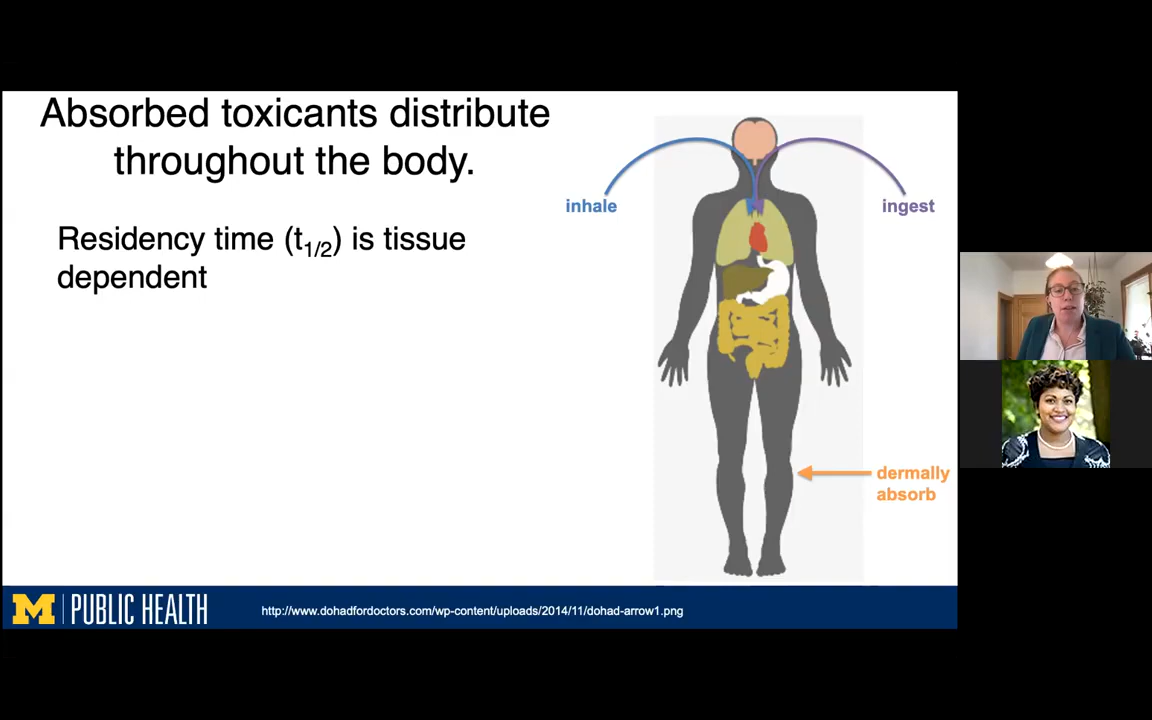 Absorbed toxicants distribute
throughout the body.
Residency time (t1/2) is tissue
dependent
inhale
ingest
dermally
absorb
M PUBLIC HEALTH
http://www.dohadfordoctors.com/wp-content/uploads/2014/11/dohad-arrow1.png